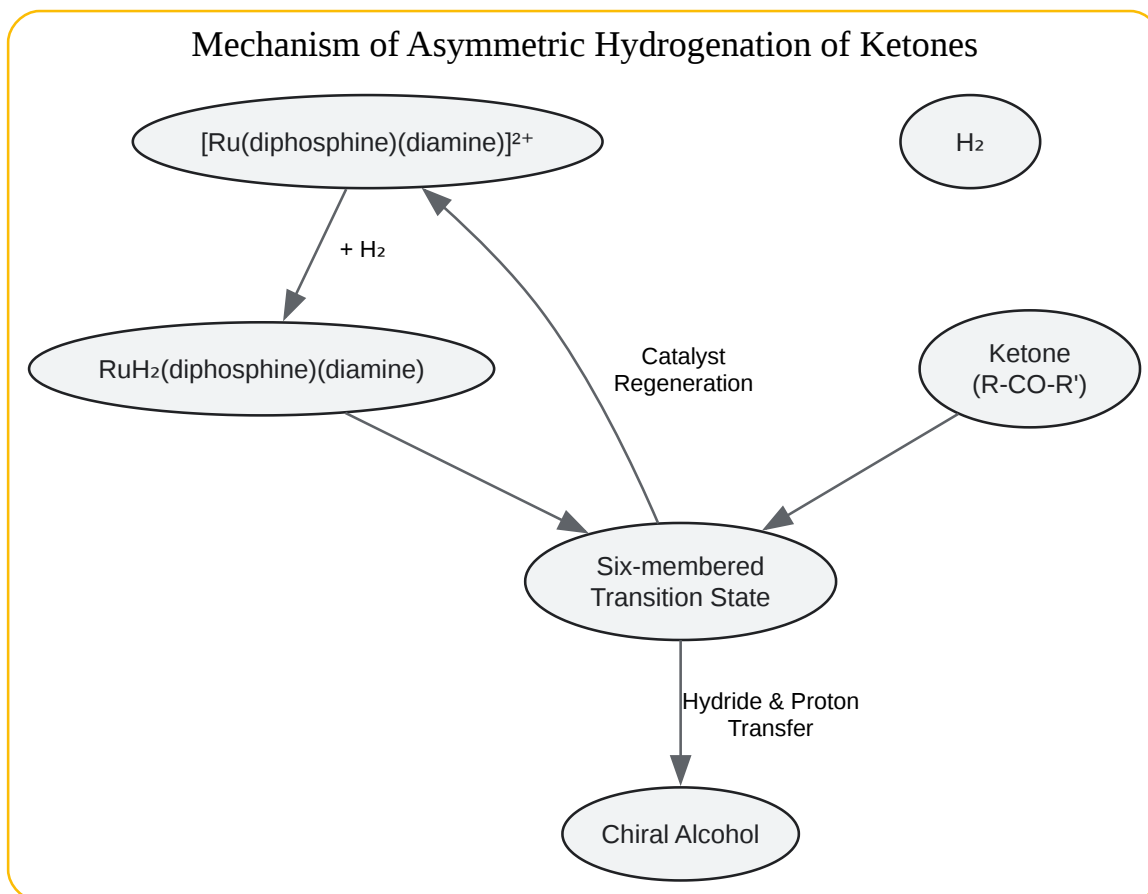 Mechanism of Asymmetric Hydrogenation of Ketones
[Ru(diphosphine)(diamine)]²⁺
H₂
+ H₂
RuH₂(diphosphine)(diamine)
Catalyst
Regeneration
Ketone
(R-CO-R')
Six-membered
Transition State
Hydride & Proton
Transfer
Chiral Alcohol